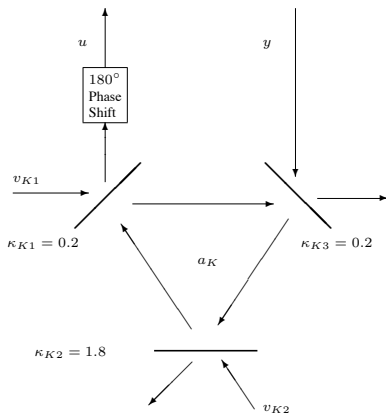 u
y
180°
Phase
Shift
v_{K1}
κ_{K1} = 0.2
κ_{K3} = 0.2
a_K
κ_{K2} = 1.8
v_{K2}